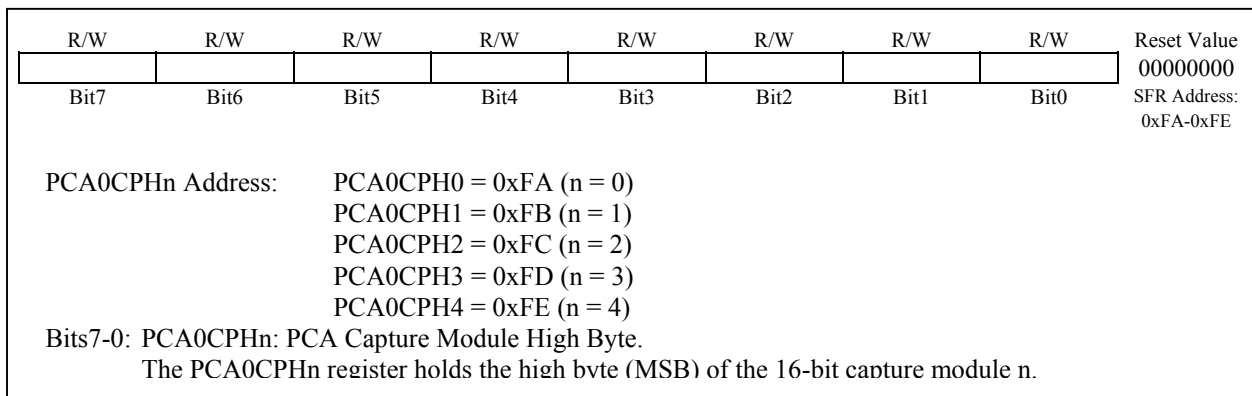 R/W R/W R/W R/W R/W R/W R/W R/W Reset Value
00000000
Bit7 Bit6 Bit5 Bit4 Bit3 Bit2 Bit1 Bit0 SFR Address:
0xFA-0xFE
PCA0CPHn Address: PCA0CPH0 = 0xFA (n = 0)
PCA0CPH1 = 0xFB (n = 1)
PCA0CPH2 = 0xFC (n = 2)
PCA0CPH3 = 0xFD (n = 3)
PCA0CPH4 = 0xFE (n = 4)
Bits7-0: PCA0CPHn: PCA Capture Module High Byte.
The PCA0CPHn register holds the high byte (MSB) of the 16-bit capture module n.